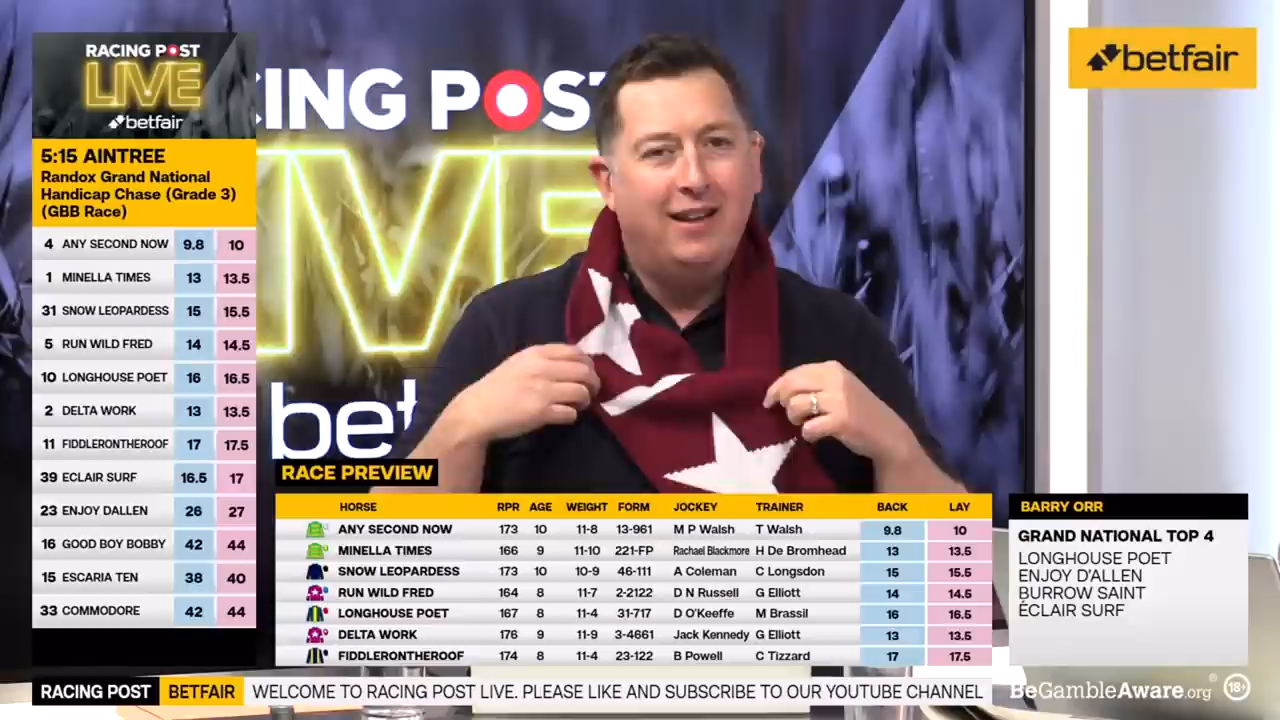 RACING POST
LIVE
betfair
5:15 AINTREE
Randox Grand National
Handicap Chase (Grade 3)
(GBB Race)
4 ANY SECOND NOW 9.8 10
1 MINELLA TIMES 13 13.5
31 SNOW LEOPARDESS 15 15.5
5 RUN WILD FRED 14 14.5
10 LONGHOUSE POET 16 16.5
2 DELTA WORK 13 13.5
11 FIDDLERONTHEROOF 17 17.5
39 ECLAIR SURF 16.5 17
23 ENJOY DALLEN 26 27
16 GOOD BOY BOBBY 42 44
15 ESCARIA TEN 38 40
33 COMMODORE 42 44
CING POST
LIVE
bet
betfair
RACE PREVIEW
HORSE RPR AGE WEIGHT FORM JOCKEY TRAINER BACK LAY
ANY SECOND NOW 173 10 11-8 13-961 M P Walsh T Walsh 9.8 10
MINELLA TIMES 166 9 11-10 221-FP Rachael Blackmore H De Bromhead 13 13.5
SNOW LEOPARDESS 173 10 10-9 46-111 A Coleman C Longsdon 15 15.5
RUN WILD FRED 164 8 11-7 2-2122 D N Russell G Elliott 14 14.5
LONGHOUSE POET 167 8 11-4 31-717 D O'Keeffe M Brassil 16 16.5
DELTA WORK 176 9 11-9 3-4661 Jack Kennedy G Elliott 13 13.5
FIDDLERONTHEROOF 174 8 11-4 23-122 B Powell C Tizzard 17 17.5
BARRY ORR
GRAND NATIONAL TOP 4
LONGHOUSE POET
ENJOY D'ALLEN
BURROW SAINT
ÉCLAIR SURF
RACING POST BETFAIR WELCOME TO RACING POST LIVE. PLEASE LIKE AND SUBSCRIBE TO OUR YOUTUBE CHANNEL
BeGambleAware.org® 18+